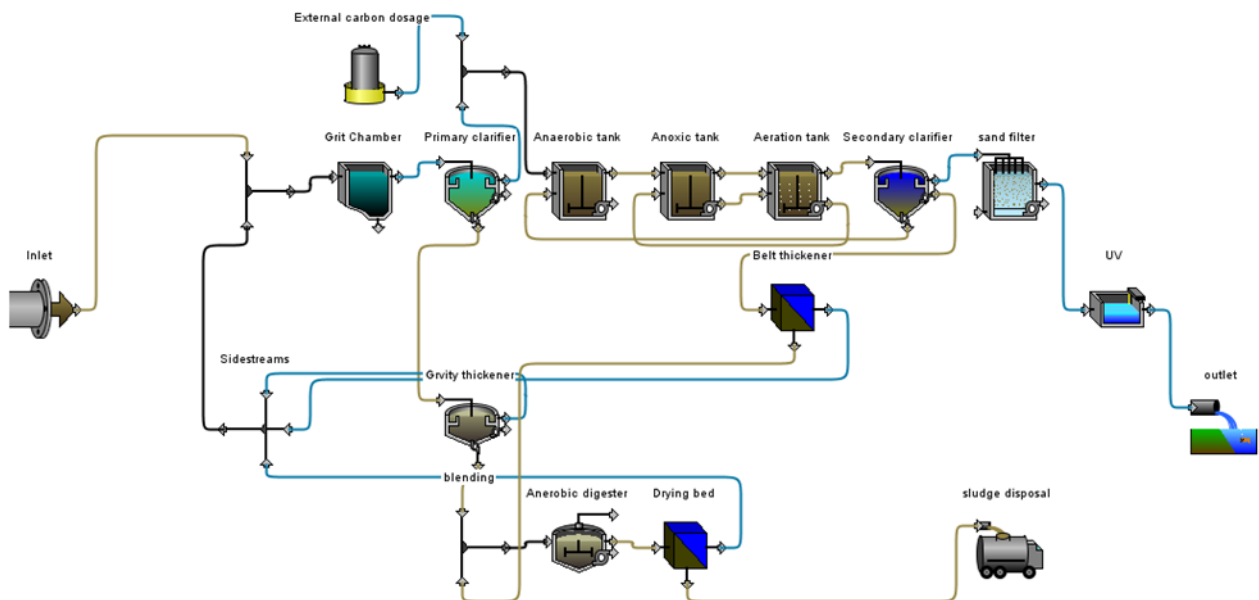 External carbon dosage
Grit Chamber
Primary clarifier
Anaerobic tank
Anoxic tank
Aeration tank
Secondary clarifier
sand filter
Inlet
Belt thickener
UV
Sidestreams
Grvity thickener
outlet
blending
Anerobic digester
Drying bed
sludge disposal